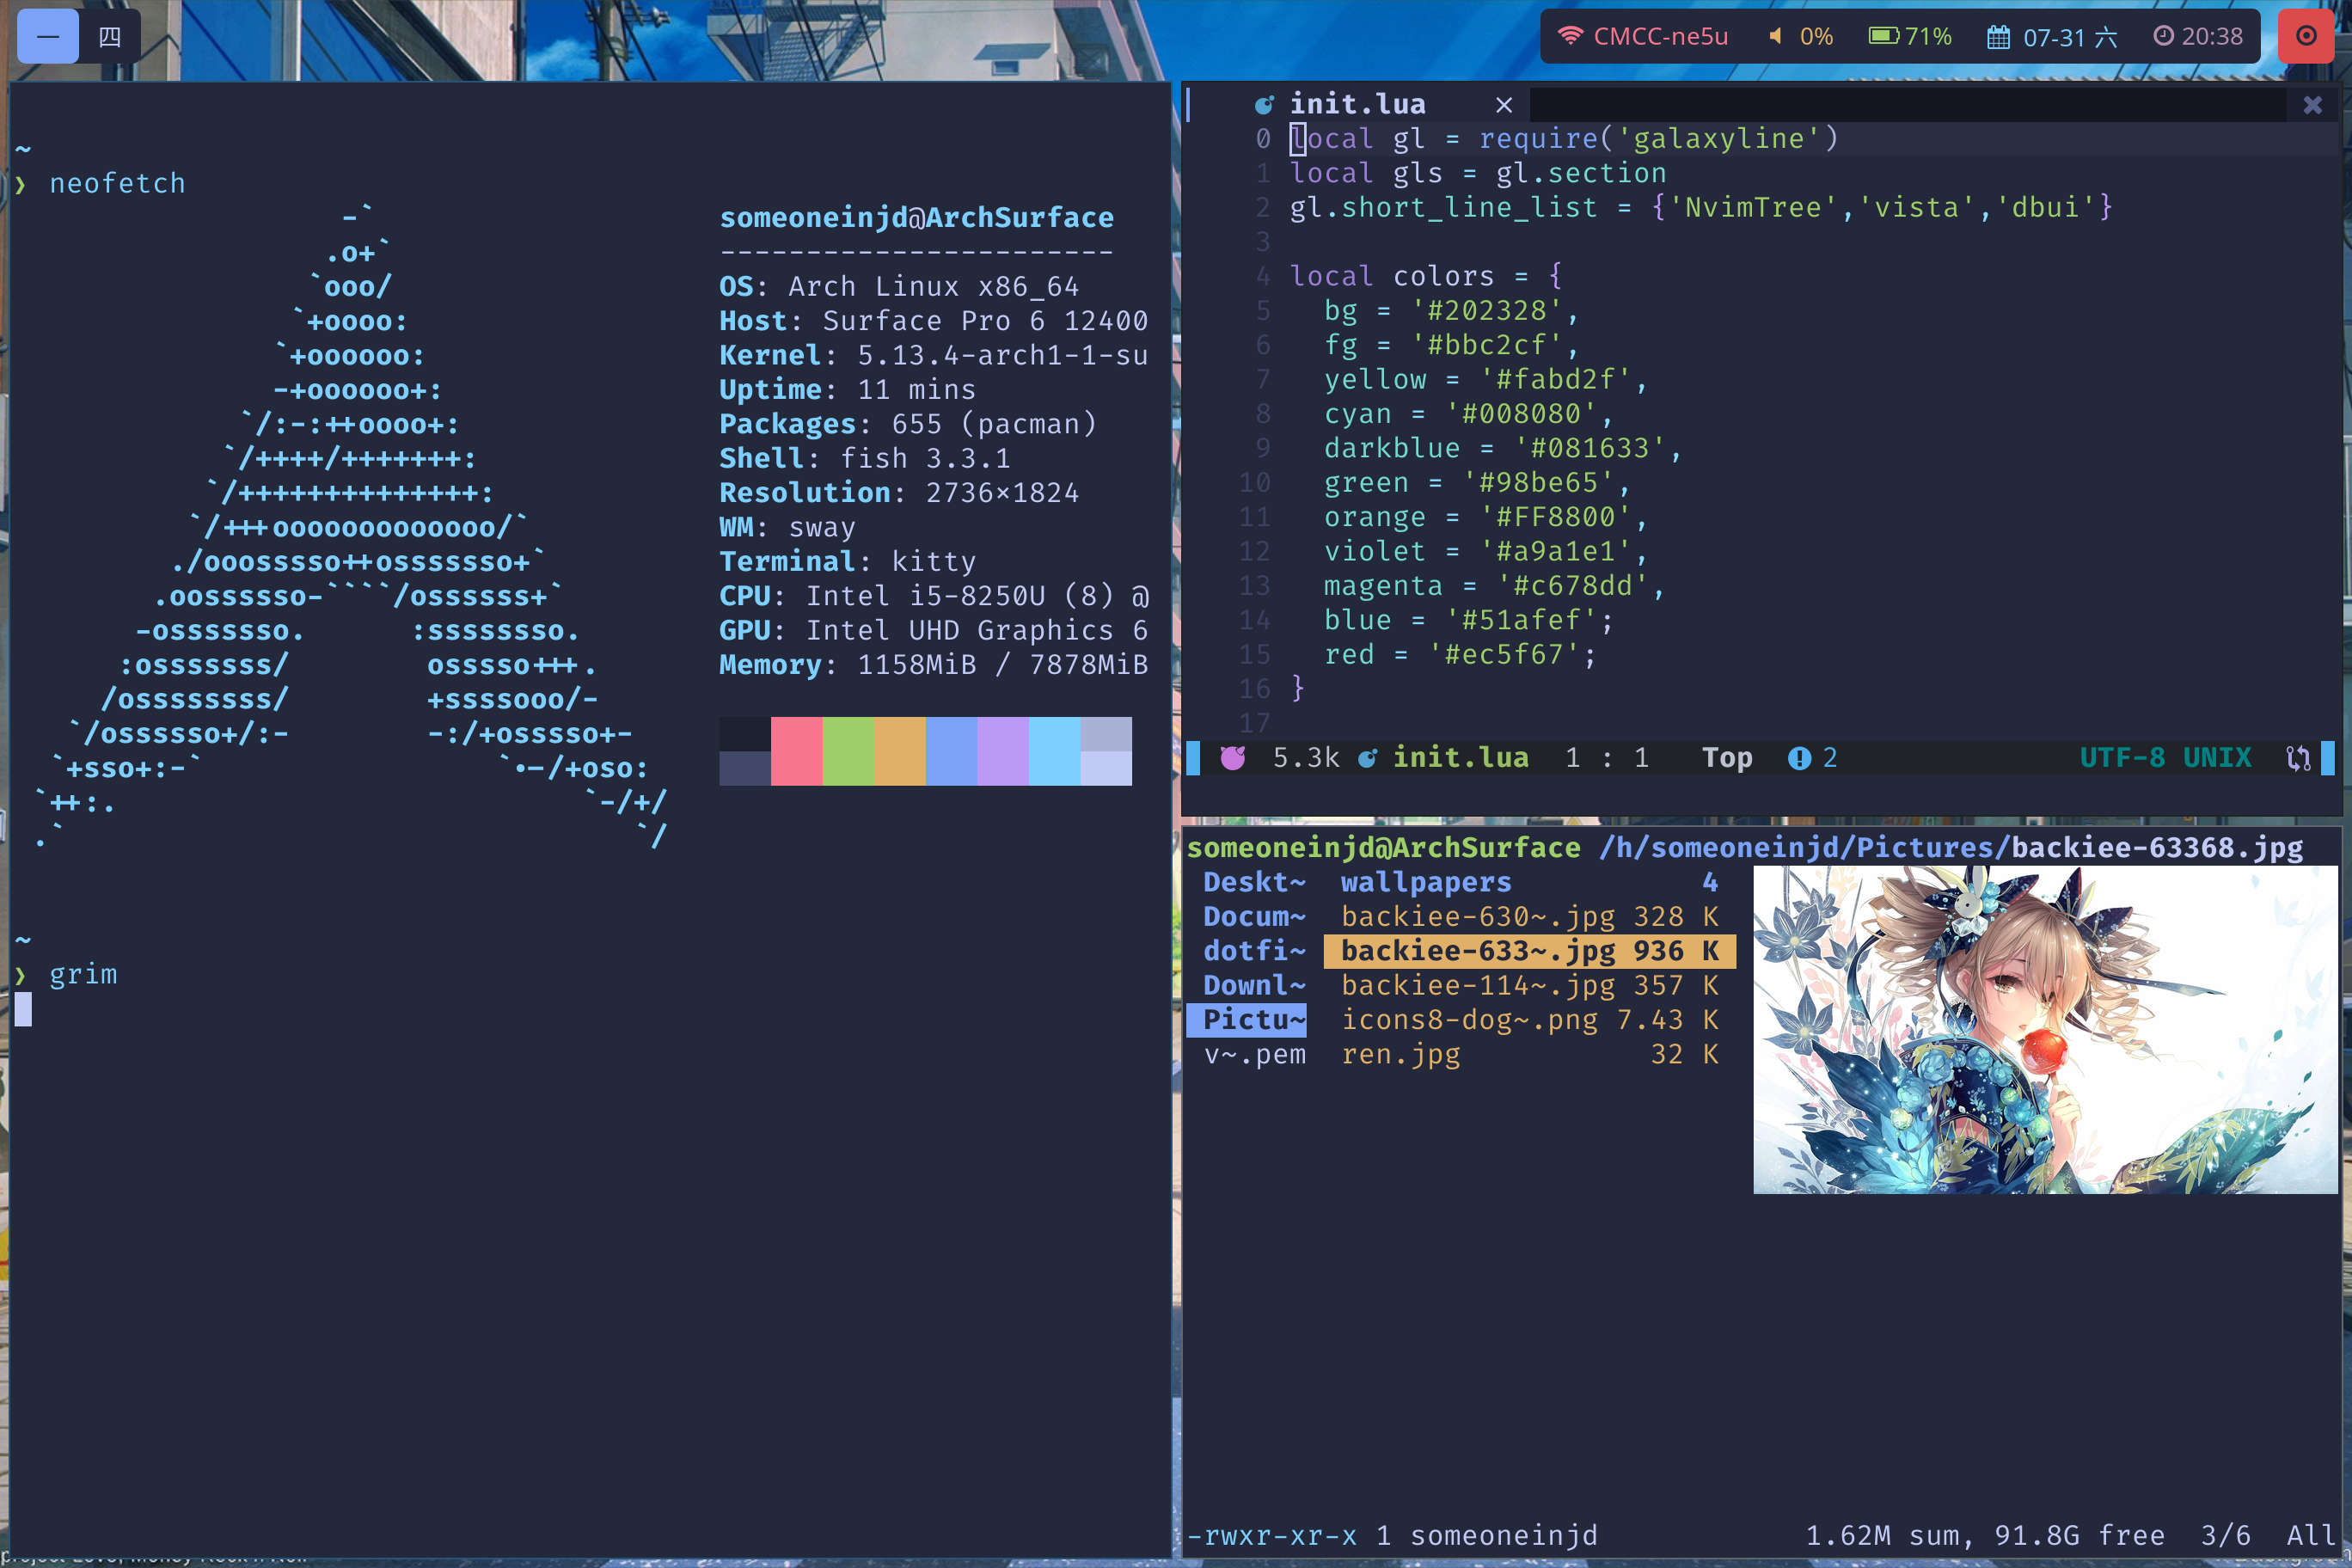 一 四 CMCC-ne5u 0% 71% 07-31 六 20:38
~
❯ neofetch
-`
.o+`
`ooo/
`+oooo:
`+oooooo:
-+oooooo+:
`/:-:++oooo+:
`/++++/+++++++:
`/++++++++++++++:
`/+++ooooooooooooo/`
./ooosssso++osssssso+`
.oossssso-````/ossssss+`
-osssssso. :ssssssso.
:osssssss/ osssso+++.
/ossssssss/ +ssssooo/-
`/ossssso+/:- -:/+osssso+-
`+sso+:-` `.-/+oso:
`++:. `-/+/
.` `/
someoneinjd@ArchSurface
-----------------------
OS: Arch Linux x86_64
Host: Surface Pro 6 12400
Kernel: 5.13.4-arch1-1-su
Uptime: 11 mins
Packages: 655 (pacman)
Shell: fish 3.3.1
Resolution: 2736×1824
WM: sway
Terminal: kitty
CPU: Intel i5-8250U (8) @
GPU: Intel UHD Graphics 6
Memory: 1158MiB / 7878MiB
~
❯ grim
init.lua ×
0 local gl = require('galaxyline')
1 local gls = gl.section
2 gl.short_line_list = {'NvimTree','vista','dbui'}
3
4 local colors = {
5 bg = '#202328',
6 fg = '#bbc2cf',
7 yellow = '#fabd2f',
8 cyan = '#008080',
9 darkblue = '#081633',
10 green = '#98be65',
11 orange = '#FF8800',
12 violet = '#a9a1e1',
13 magenta = '#c678dd',
14 blue = '#51afef';
15 red = '#ec5f67';
16 }
17
5.3k init.lua 1 : 1 Top 2 UTF-8 UNIX
someoneinjd@ArchSurface /h/someoneinjd/Pictures/backiee-63368.jpg
Deskt~ wallpapers 4
Docum~ backiee-630~.jpg 328 K
dotfi~ backiee-633~.jpg 936 K
Downl~ backiee-114~.jpg 357 K
Pictu~ icons8-dog~.png 7.43 K
v~.pem ren.jpg 32 K
-rwxr-xr-x 1 someoneinjd 1.62M sum, 91.8G free 3/6 All